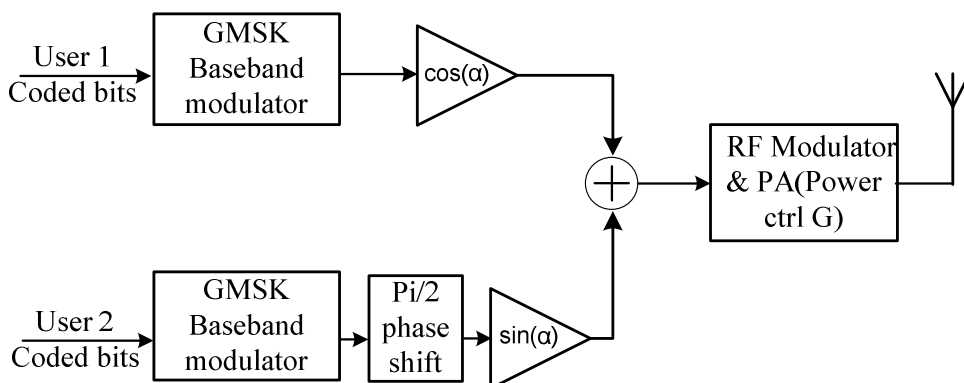 User 1
Coded bits
GMSK
Baseband
modulator
cos(α)
RF Modulator
& PA(Power
ctrl G)
User 2
Coded bits
GMSK
Baseband
modulator
Pi/2
phase
shift
sin(α)